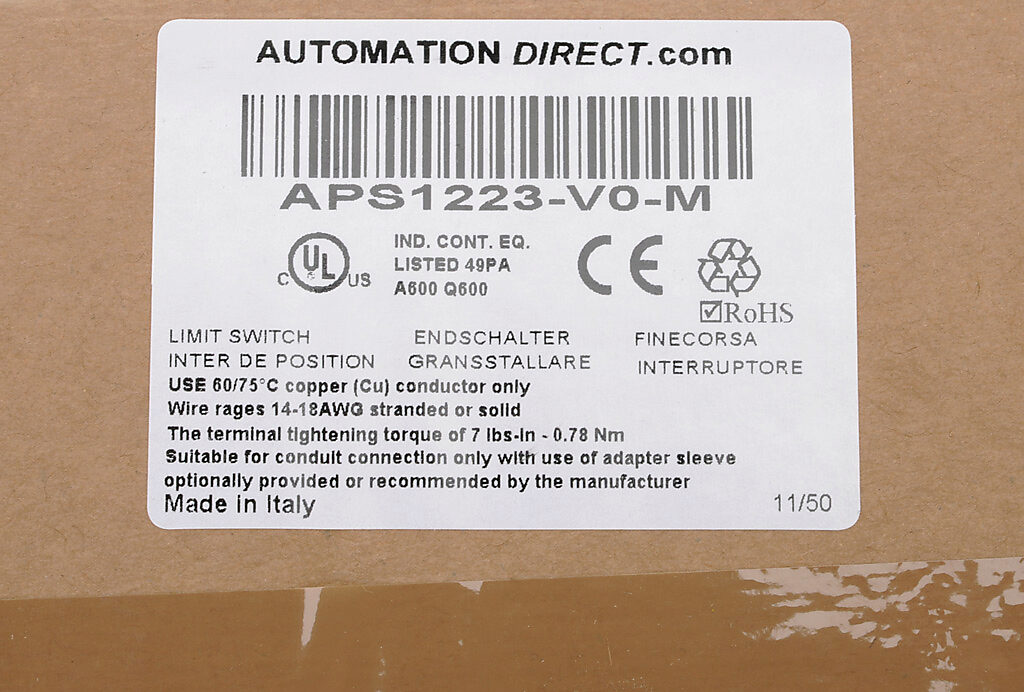 AUTOMATION DIRECT.com
APS1223-V0-M
C UL US
IND. CONT. EQ.
LISTED 49PA
A600 Q600
CE
RoHS
LIMIT SWITCH ENDSCHALTER FINECORSA
INTER DE POSITION GRANSSTALLARE INTERRUPTORE
USE 60/75°C copper (Cu) conductor only
Wire rages 14-18AWG stranded or solid
The terminal tightening torque of 7 lbs-in - 0.78 Nm
Suitable for conduit connection only with use of adapter sleeve
optionally provided or recommended by the manufacturer
Made in Italy 11/50